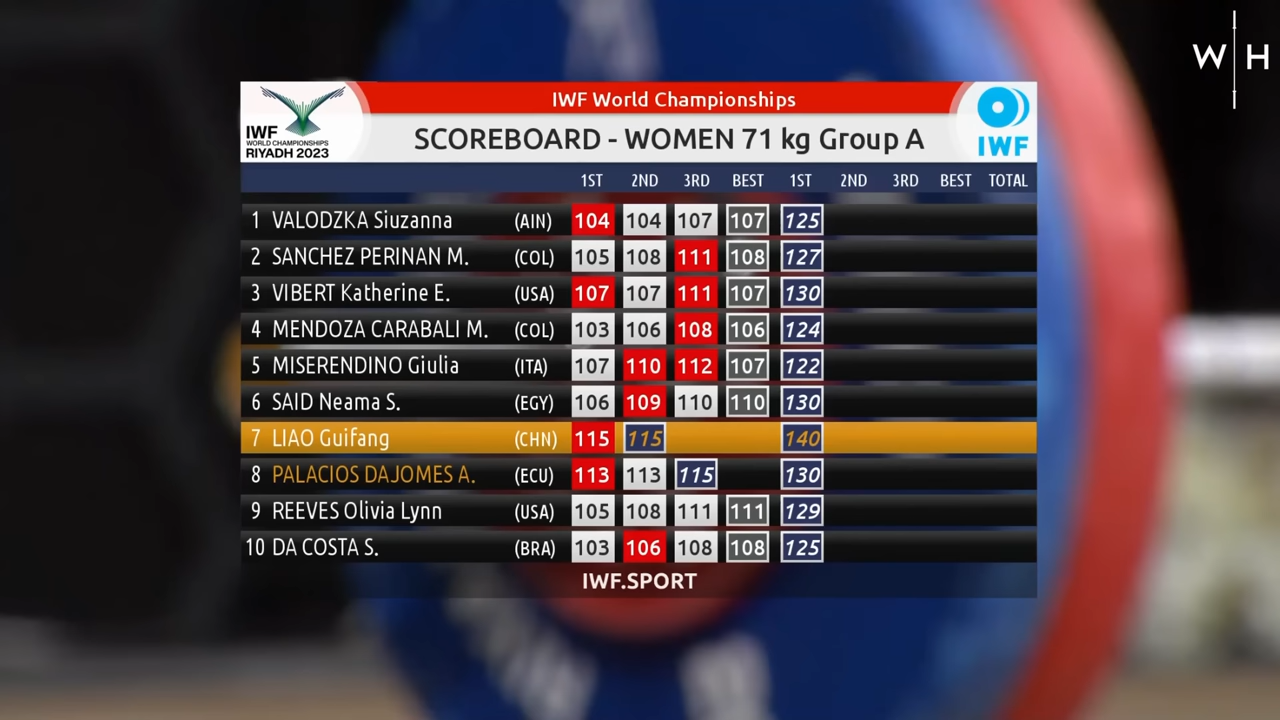 W H
IWF World Championships
IWF
WORLD CHAMPIONSHIPS
RIYADH 2023
SCOREBOARD - WOMEN 71 kg Group A
IWF
1ST 2ND 3RD BEST 1ST 2ND 3RD BEST TOTAL
1 VALODZKA Siuzanna (AIN) 104 104 107 107 125
2 SANCHEZ PERINAN M. (COL) 105 108 111 108 127
3 VIBERT Katherine E. (USA) 107 107 111 107 130
4 MENDOZA CARABALI M. (COL) 103 106 108 106 124
5 MISERENDINO Giulia (ITA) 107 110 112 107 122
6 SAID Neama S. (EGY) 106 109 110 110 130
7 LIAO Guifang (CHN) 115 115 140
8 PALACIOS DAJOMES A. (ECU) 113 113 115 130
9 REEVES Olivia Lynn (USA) 105 108 111 111 129
10 DA COSTA S. (BRA) 103 106 108 108 125
IWF.SPORT